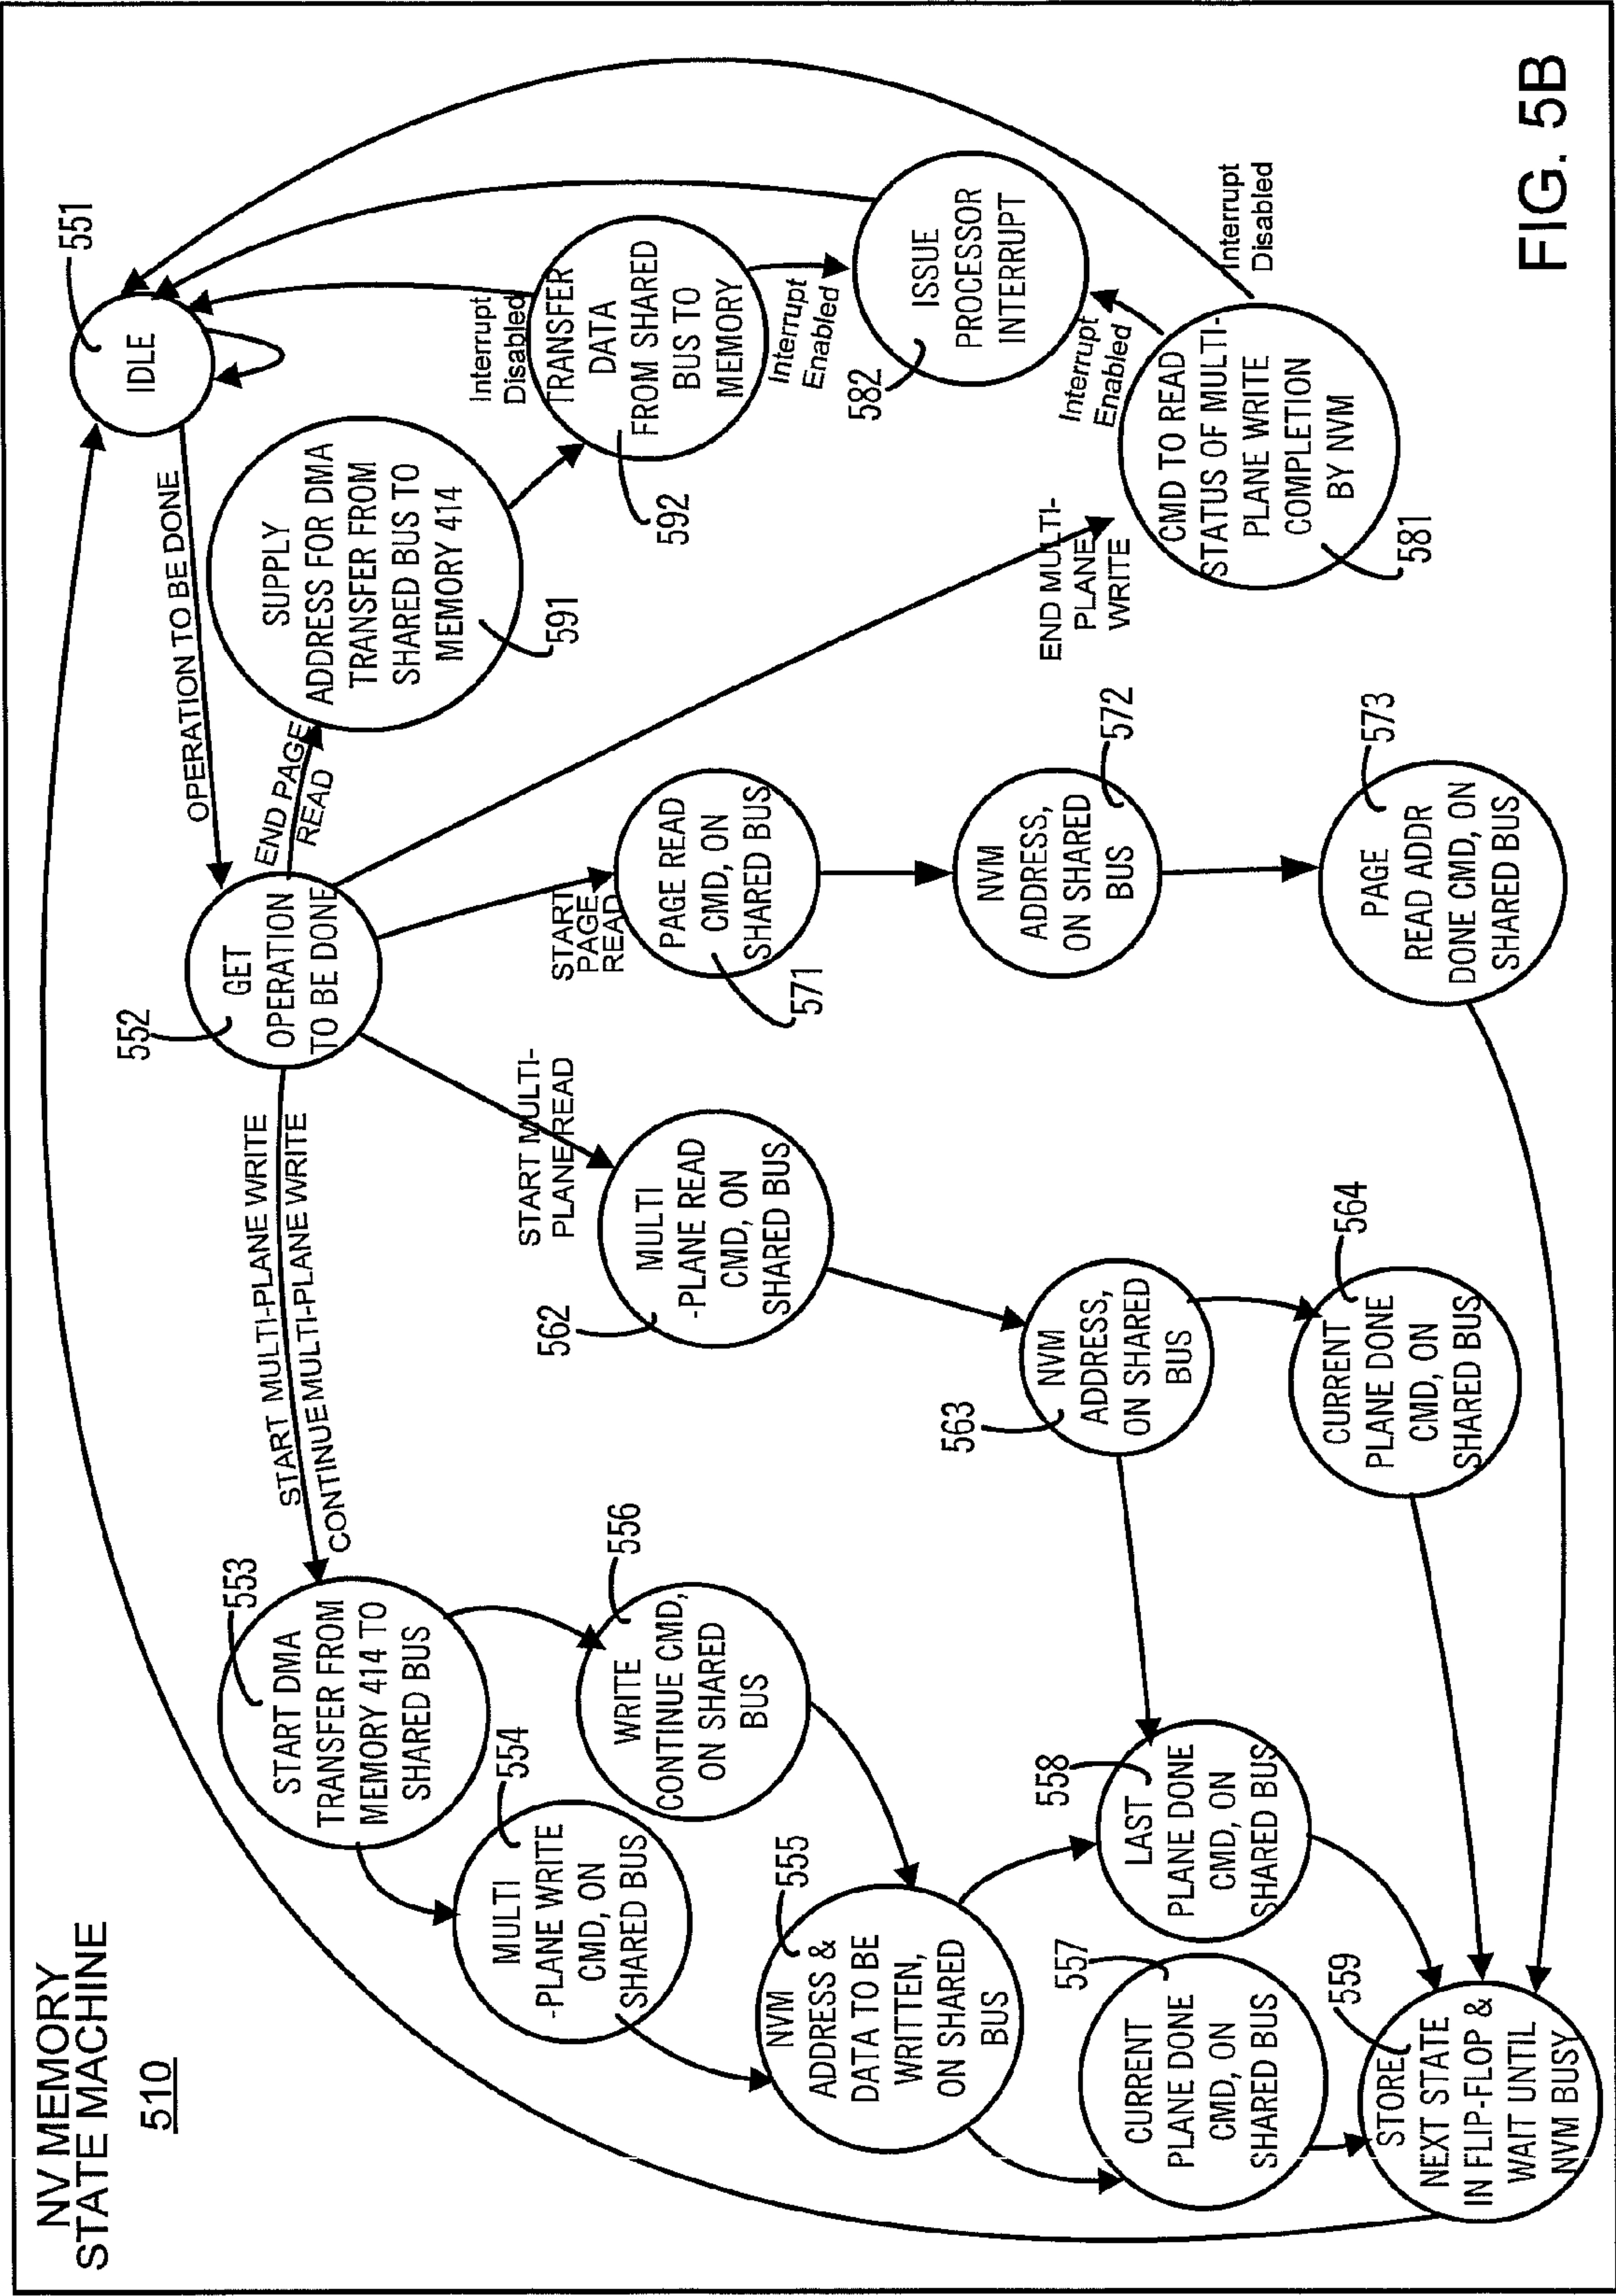 NV MEMORY
STATE MACHINE
510
551
IDLE
OPERATION TO BE DONE
552
GET
OPERATION
TO BE DONE
START MULTI-PLANE WRITE
CONTINUE MULTI-PLANE WRITE
553
START DMA
TRANSFER FROM
MEMORY 414 TO
SHARED BUS
554
MULTI
-PLANE WRITE
CMD, ON
SHARED BUS
556
WRITE
CONTINUE CMD,
ON SHARED
BUS
555
NVM
ADDRESS &
DATA TO BE
WRITTEN,
ON SHARED
BUS
557
CURRENT
PLANE DONE
CMD, ON
SHARED BUS
558
LAST
PLANE DONE
CMD, ON
SHARED BUS
559
STORE
NEXT STATE
IN FLIP-FLOP &
WAIT UNTIL
NVM BUSY
START MULTI-
PLANE READ
562
MULTI
-PLANE READ
CMD, ON
SHARED BUS
563
NVM
ADDRESS,
ON SHARED
BUS
564
CURRENT
PLANE DONE
CMD, ON
SHARED BUS
START
PAGE
READ
571
PAGE READ
CMD, ON
SHARED BUS
572
NVM
ADDRESS,
ON SHARED
BUS
573
PAGE
READ ADDR
DONE CMD, ON
SHARED BUS
END PAGE
READ
591
SUPPLY
ADDRESS FOR DMA
TRANSFER FROM
SHARED BUS TO
MEMORY 414
592
TRANSFER
DATA
FROM SHARED
BUS TO
MEMORY
Interrupt
Disabled
Interrupt
Enabled
582
ISSUE
PROCESSOR
INTERRUPT
END MULTI-
PLANE
WRITE
581
CMD TO READ
STATUS OF MULTI-
PLANE WRITE
COMPLETION
BY NVM
Interrupt
Enabled
Interrupt
Disabled
FIG. 5B